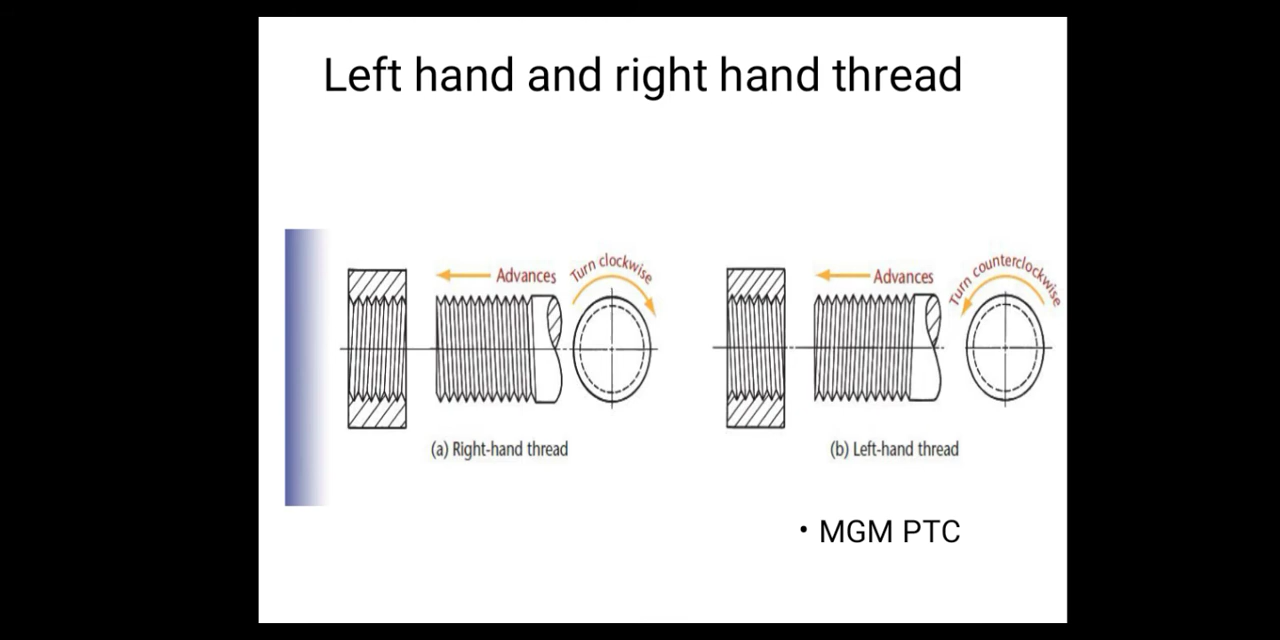 Left hand and right hand thread
Advances
Turn clockwise
Advances
Turn counterclockwise
(a) Right-hand thread
(b) Left-hand thread
• MGM PTC